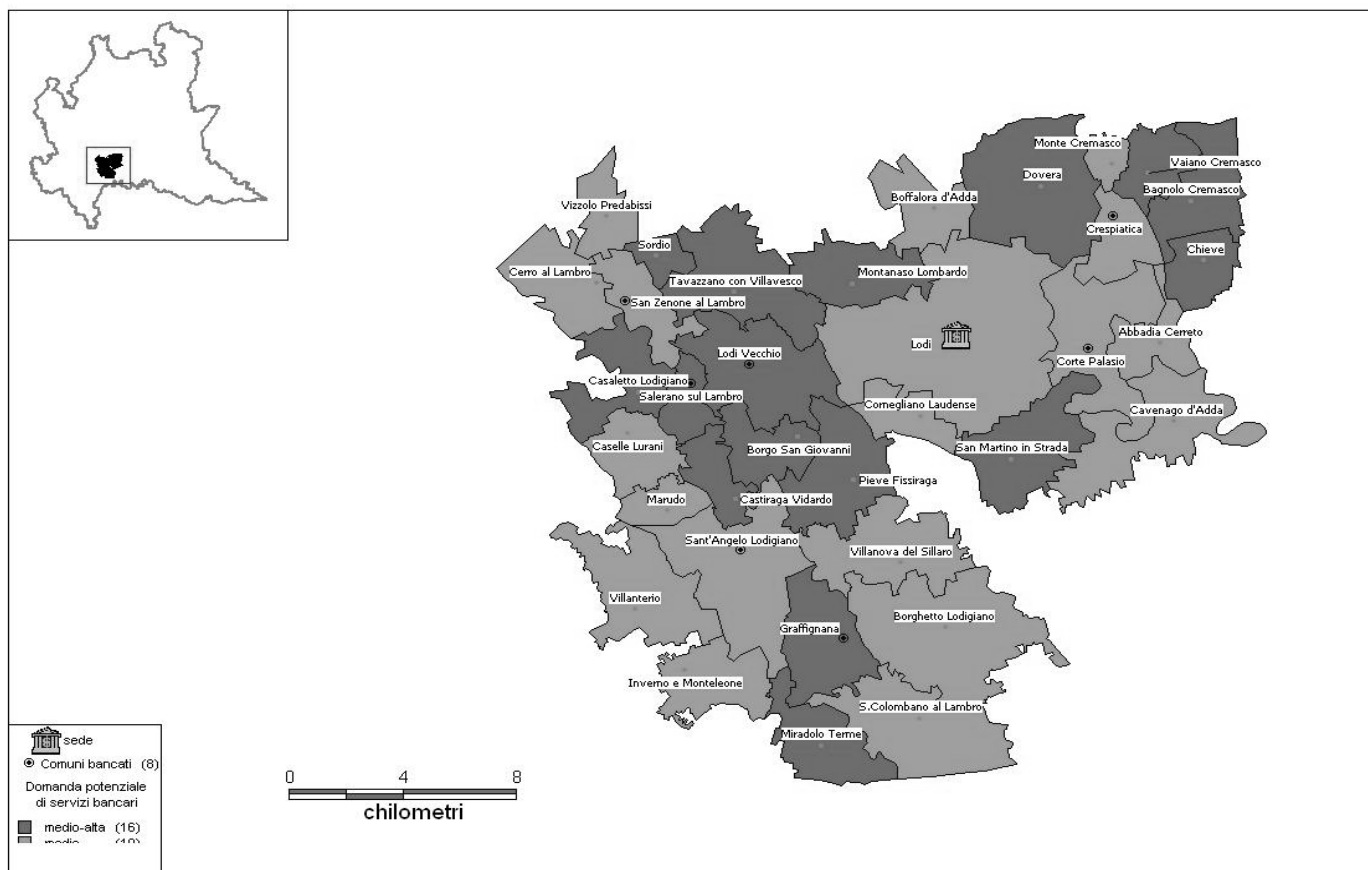 Monte Cremasco
Vaiano Cremasco
Dovera
Bagnolo Cremasco
Boffalora d'Adda
Vizzolo Predabissi
Crespiatica
Sordio
Chieve
Cerro al Lambro
Montanaso Lombardo
Tavazzano con Villavesco
San Zenone al Lambro
Abbadia Cerreto
Lodi
Lodi Vecchio
Corte Palasio
Casaletto Lodigiano
Salerano sul Lambro
Cornegliano Laudense
Cavenago d'Adda
Caselle Lurani
Borgo San Giovanni
San Martino in Strada
Pieve Fissiraga
Marudo
Castiraga Vidardo
Sant'Angelo Lodigiano
Villanova del Sillaro
Villanterio
Borghetto Lodigiano
Graffignana
Inverno e Monteleone
S.Colombano al Lambro
Miradolo Terme
sede
Comuni bancati (8)
Domanda potenziale
di servizi bancari
medio-alta (16)
medio
0 4 8
chilometri